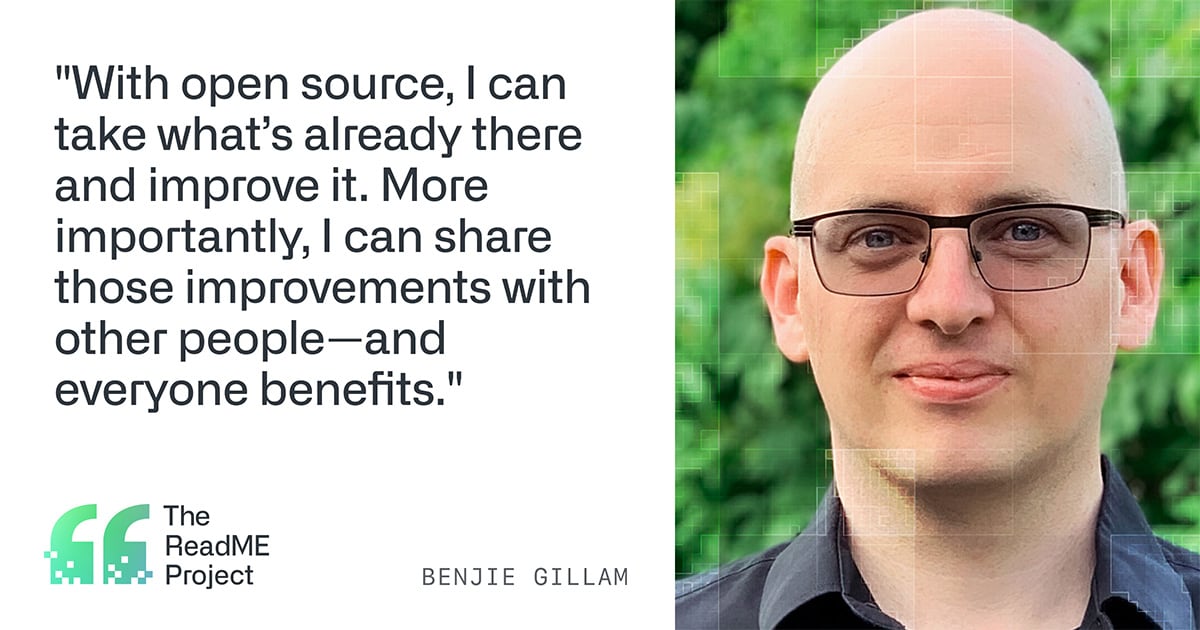 "With open source, I can
take what’s already there
and improve it. More
importantly, I can share
those improvements with
other people—and
everyone benefits."
The
ReadME
Project
BENJIE GILLAM